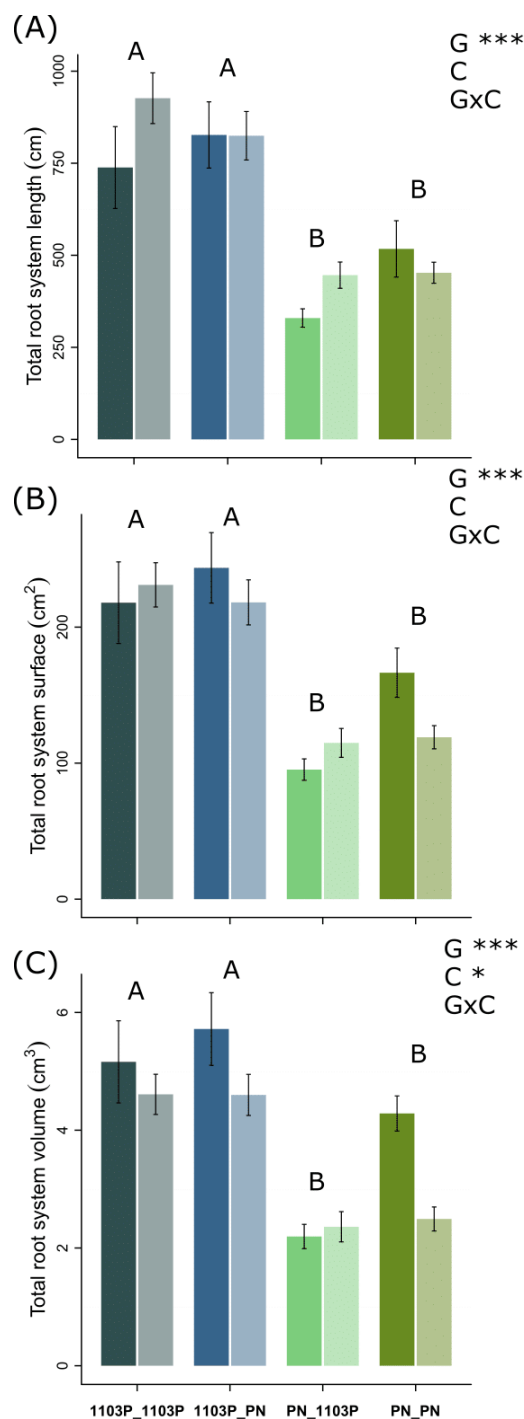 (A)
G ***
C
GxC
A
A
B
B
Total root system length (cm)
1000
750
500
250
0
(B)
G ***
C
GxC
A
A
B
B
Total root system surface (cm²)
200
100
0
(C)
G ***
C *
GxC
A
A
B
B
Total root system volume (cm³)
6
4
2
0
1103P_1103P 1103P_PN PN_1103P PN_PN